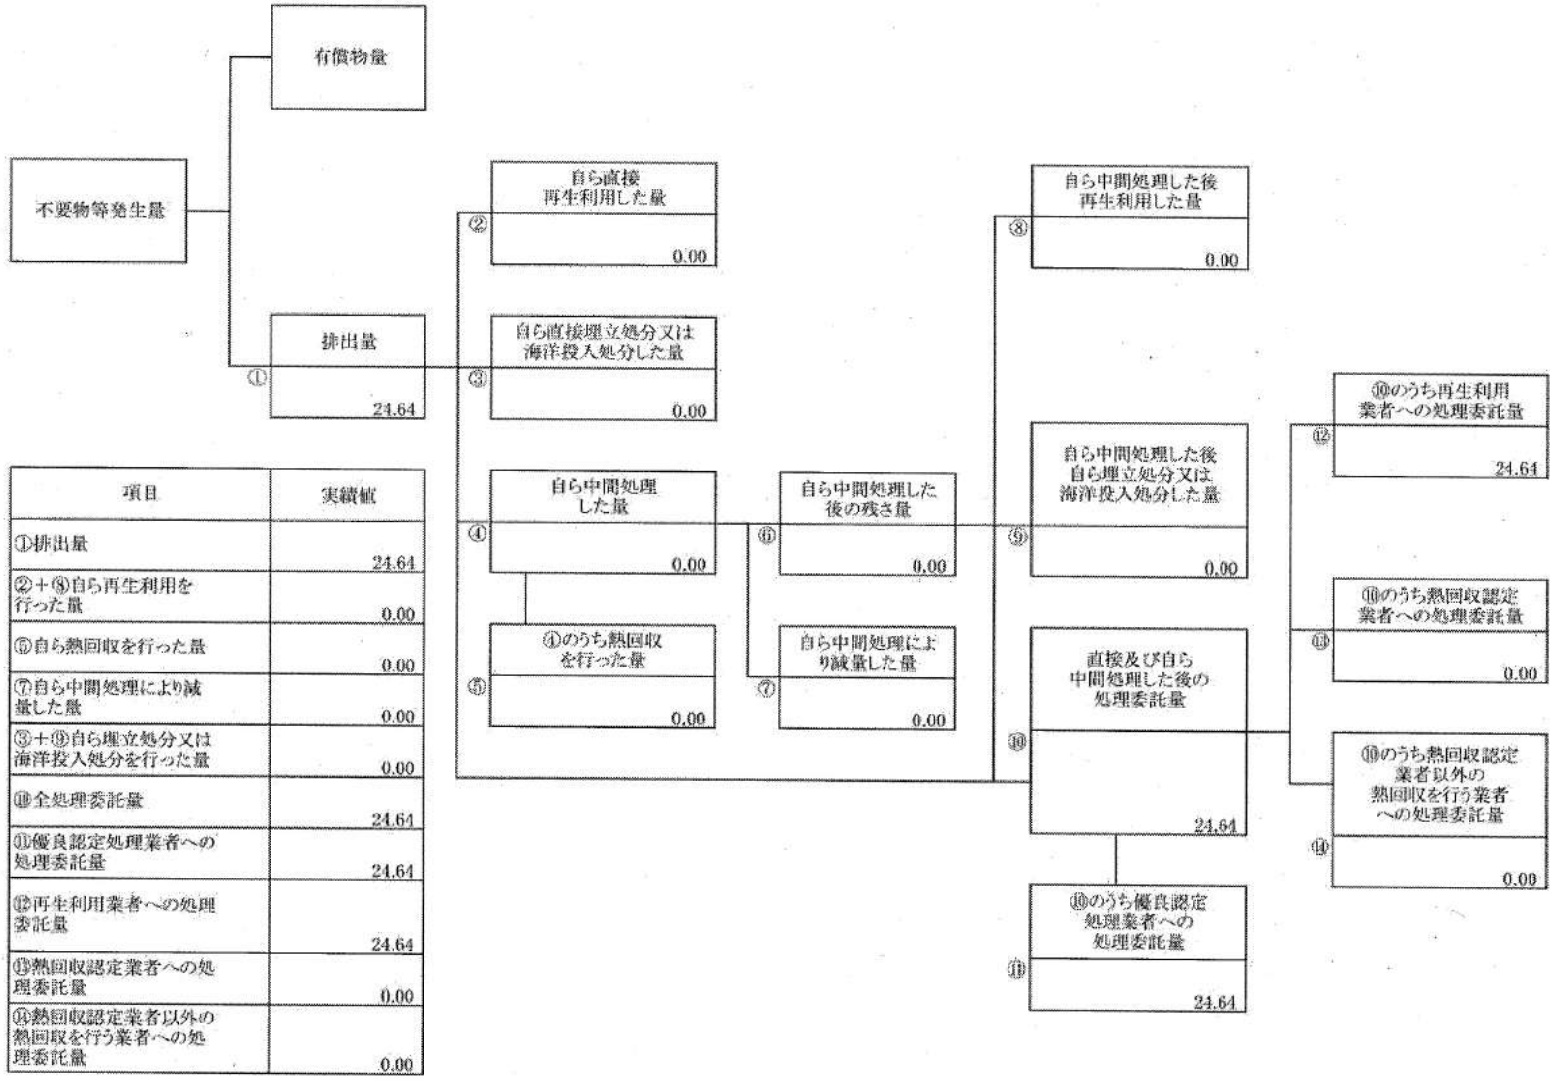 有償物量
不要物等発生量
排出量
①
24.64
自ら直接
再生利用した量
②
0.00
自ら直接埋立処分又は
海洋投入処分した量
③
0.00
自ら中間処理
した量
④
0.00
④のうち熱回収
を行った量
⑤
0.00
自ら中間処理した
後の残さ量
⑥
0.00
自ら中間処理によ
り減量した量
⑦
0.00
自ら中間処理した後
再生利用した量
⑧
0.00
自ら中間処理した後
自ら埋立処分又は
海洋投入処分した量
⑨
0.00
直接及び自ら
中間処理した後の
処理委託量
⑩
24.64
⑩のうち優良認定
処理業者への
処理委託量
⑪
24.64
⑩のうち再生利用
業者への処理委託量
⑫
24.64
⑩のうち熱回収認定
業者への処理委託量
⑬
0.00
⑩のうち熱回収認定
業者以外の
熱回収を行う業者
への処理委託量
⑭
0.00
項目 実績値
①排出量
24.64
②+⑧自ら再生利用を
行った量
0.00
⑤自ら熱回収を行った量
0.00
⑦自ら中間処理により減
量した量
0.00
③+⑨自ら埋立処分又は
海洋投入処分を行った量
0.00
⑩全処理委託量
24.64
⑪優良認定処理業者への
処理委託量
24.64
⑫再生利用業者への処理
委託量
24.64
⑬熱回収認定業者への処
理委託量
0.00
⑭熱回収認定業者以外の
熱回収を行う業者への処
理委託量
0.00